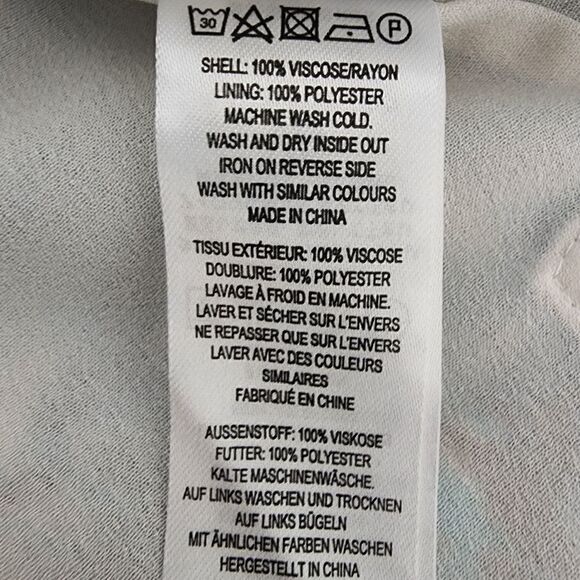 30
P
SHELL: 100% VISCOSE/RAYON
LINING: 100% POLYESTER
MACHINE WASH COLD.
WASH AND DRY INSIDE OUT
IRON ON REVERSE SIDE
WASH WITH SIMILAR COLOURS
MADE IN CHINA
TISSU EXTÉRIEUR: 100% VISCOSE
DOUBLURE: 100% POLYESTER
LAVAGE À FROID EN MACHINE.
LAVER ET SÉCHER SUR L'ENVERS
NE REPASSER QUE SUR L'ENVERS
LAVER AVEC DES COULEURS
SIMILAIRES
FABRIQUÉ EN CHINE
AUSSENSTOFF: 100% VISKOSE
FUTTER: 100% POLYESTER
KALTE MASCHINENWÄSCHE.
AUF LINKS WASCHEN UND TROCKNEN
AUF LINKS BÜGELN
MIT ÄHNLICHEN FARBEN WASCHEN
HERGESTELLT IN CHINA